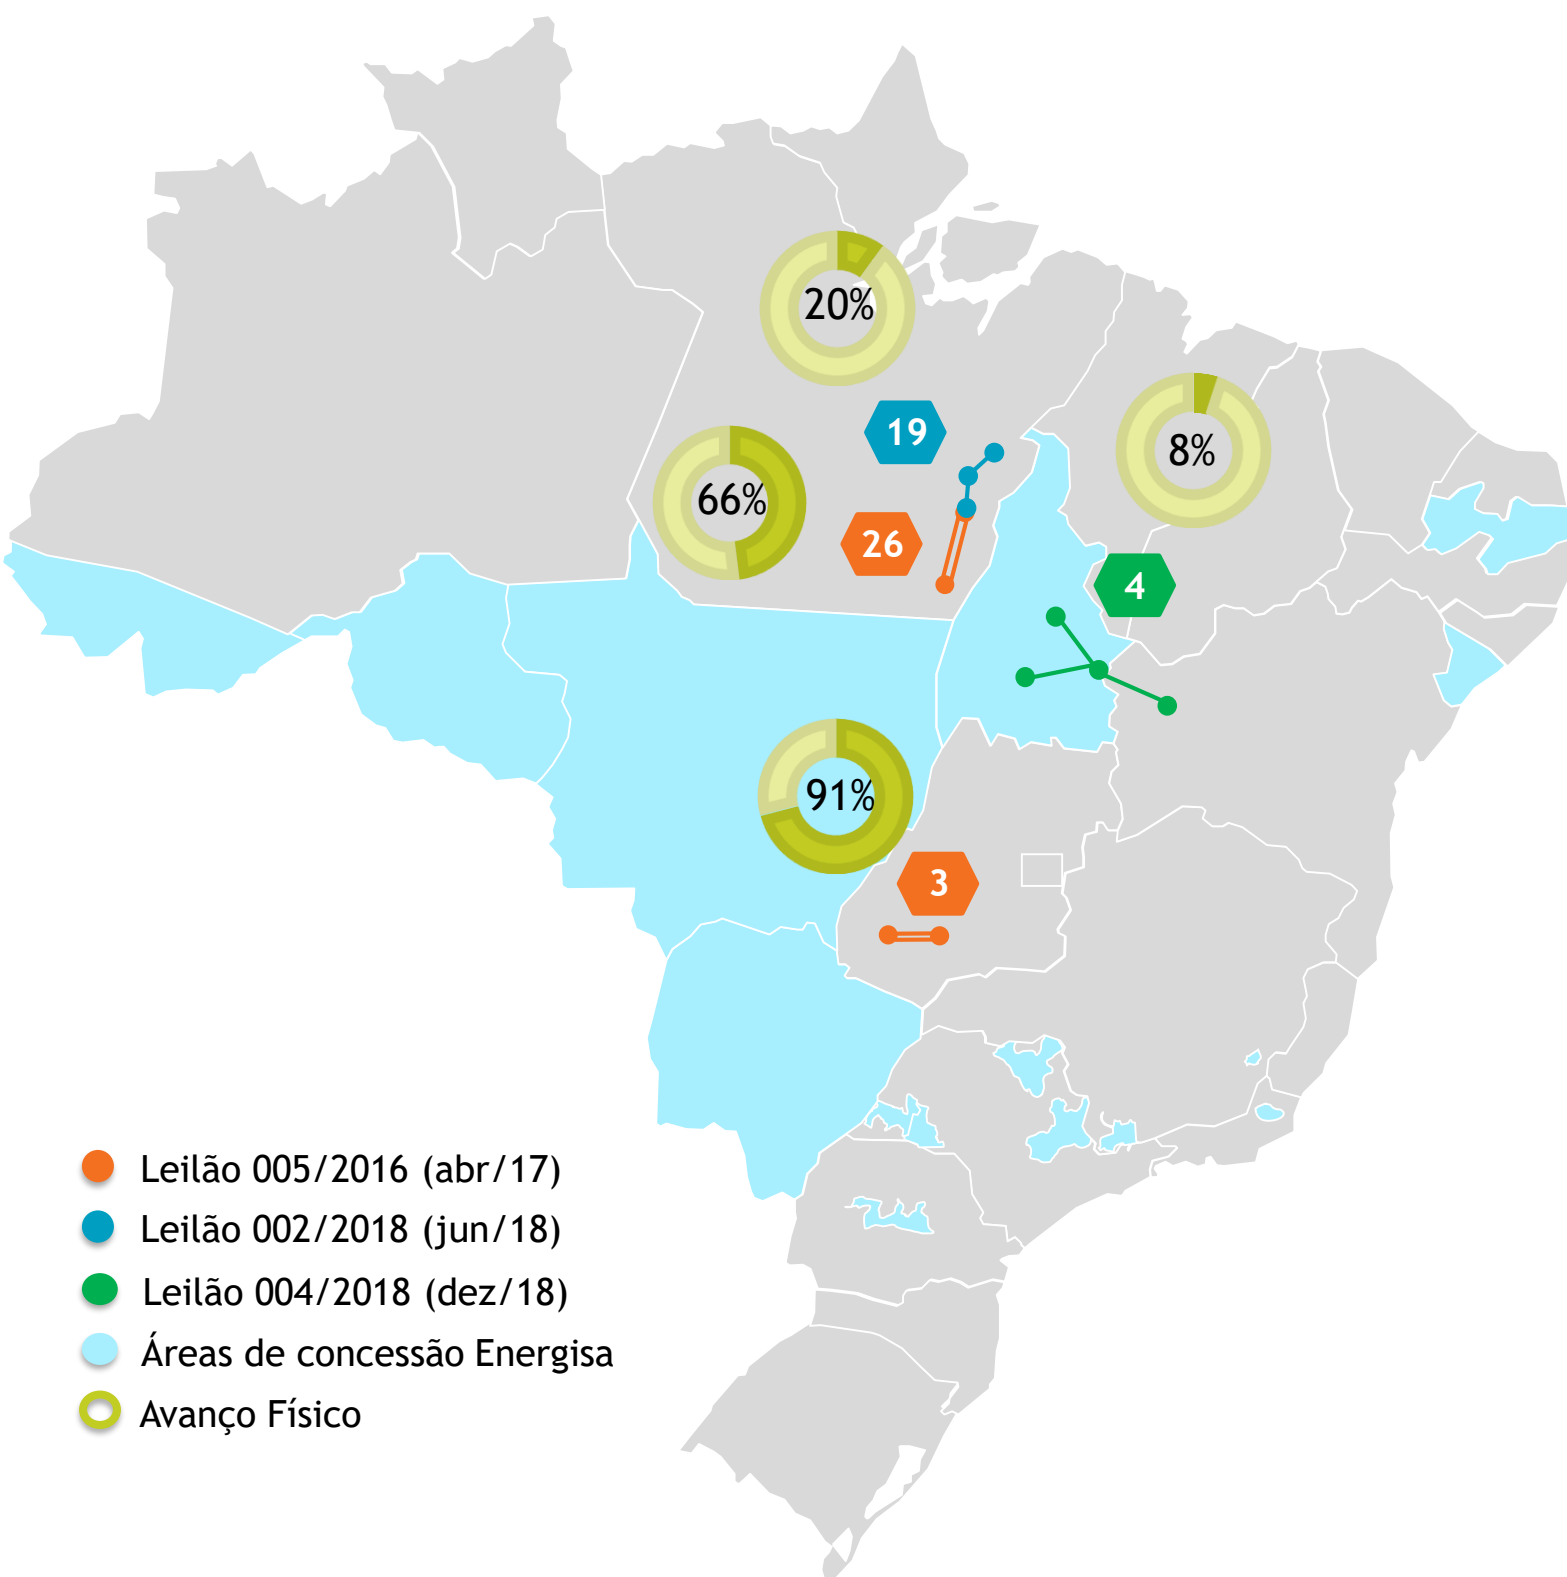 20%
19
8%
66%
26
4
91%
3
Leilão 005/2016 (abr/17)
Leilão 002/2018 (jun/18)
Leilão 004/2018 (dez/18)
Áreas de concessão Energisa
Avanço Físico